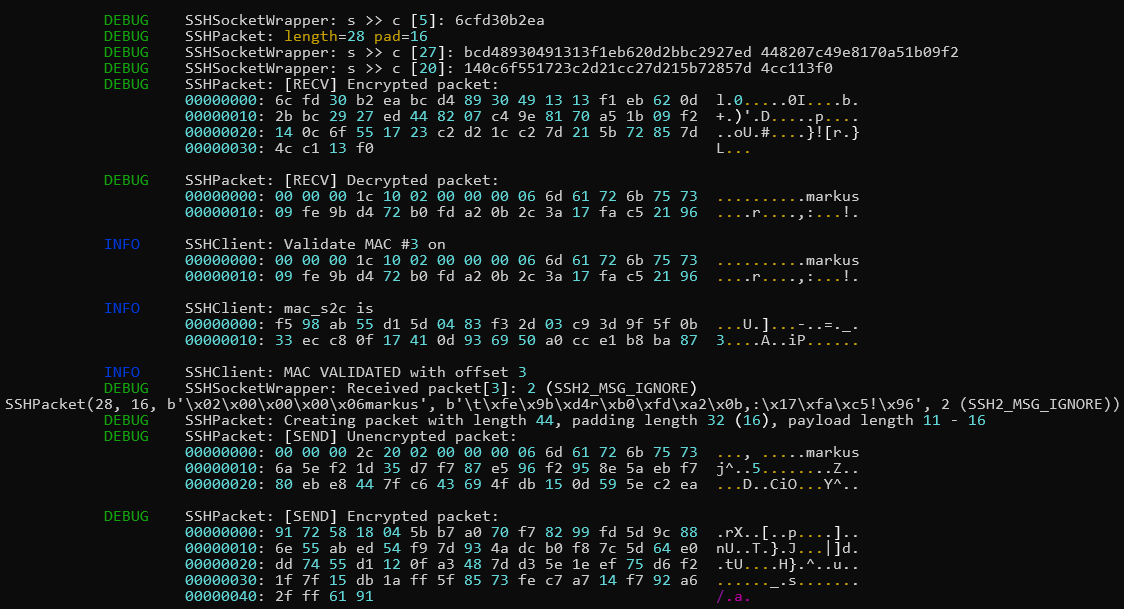 DEBUG SSHSocketWrapper: s >> c [5]: 6cfd30b2ea
DEBUG SSHPacket: length=28 pad=16
DEBUG SSHSocketWrapper: s >> c [27]: bcd48930491313f1eb620d2bbc2927ed 448207c49e8170a51b09f2
DEBUG SSHSocketWrapper: s >> c [20]: 140c6f551723c2d21cc27d215b72857d 4cc113f0
DEBUG SSHPacket: [RECV] Encrypted packet:
00000000: 6c fd 30 b2 ea bc d4 89 30 49 13 13 f1 eb 62 0d l.0.....0I....b.
00000010: 2b bc 29 27 ed 44 82 07 c4 9e 81 70 a5 1b 09 f2 +.)'.D.....p....
00000020: 14 0c 6f 55 17 23 c2 d2 1c c2 7d 21 5b 72 85 7d ..oU.#....}![r.}
00000030: 4c c1 13 f0 L...
DEBUG SSHPacket: [RECV] Decrypted packet:
00000000: 00 00 00 1c 10 02 00 00 00 06 6d 61 72 6b 75 73 ..........markus
00000010: 09 fe 9b d4 72 b0 fd a2 0b 2c 3a 17 fa c5 21 96 ....r....,:...!.
INFO SSHClient: Validate MAC #3 on
00000000: 00 00 00 1c 10 02 00 00 00 06 6d 61 72 6b 75 73 ..........markus
00000010: 09 fe 9b d4 72 b0 fd a2 0b 2c 3a 17 fa c5 21 96 ....r....,:...!.
INFO SSHClient: mac_s2c is
00000000: f5 98 ab 55 d1 5d 04 83 f3 2d 03 c9 3d 9f 5f 0b ...U.]...-..=._.
00000010: 33 ec c8 0f 17 41 0d 93 69 50 a0 cc e1 b8 ba 87 3....A..iP......
INFO SSHClient: MAC VALIDATED with offset 3
DEBUG SSHSocketWrapper: Received packet[3]: 2 (SSH2_MSG_IGNORE)
SSHPacket(28, 16, b'\x02\x00\x00\x00\x06markus', b'\t\xfe\x9b\xd4r\xb0\xfd\xa2\x0b,:\x17\xfa\xc5!\x96', 2 (SSH2_MSG_IGNORE))
DEBUG SSHPacket: Creating packet with length 44, padding length 32 (16), payload length 11 - 16
DEBUG SSHPacket: [SEND] Unencrypted packet:
00000000: 00 00 00 2c 20 02 00 00 00 06 6d 61 72 6b 75 73 ..., .....markus
00000010: 6a 5e f2 1d 35 d7 f7 87 e5 96 f2 95 8e 5a eb f7 j^..5........Z..
00000020: 80 eb e8 44 7f c6 43 69 4f db 15 0d 59 5e c2 ea ...D..CiO...Y^..
DEBUG SSHPacket: [SEND] Encrypted packet:
00000000: 91 72 58 18 04 5b b7 a0 70 f7 82 99 fd 5d 9c 88 .rX..[..p....]..
00000010: 6e 55 ab ed 54 f9 7d 93 4a dc b0 f8 7c 5d 64 e0 nU..T.}.J...|]d.
00000020: dd 74 55 d1 12 0f a3 48 7d d3 5e 1e ef 75 d6 f2 .tU....H}.^..u..
00000030: 1f 7f 15 db 1a ff 5f 85 73 fe c7 a7 14 f7 92 a6 ......_.s.......
00000040: 2f ff 61 91 /.a.